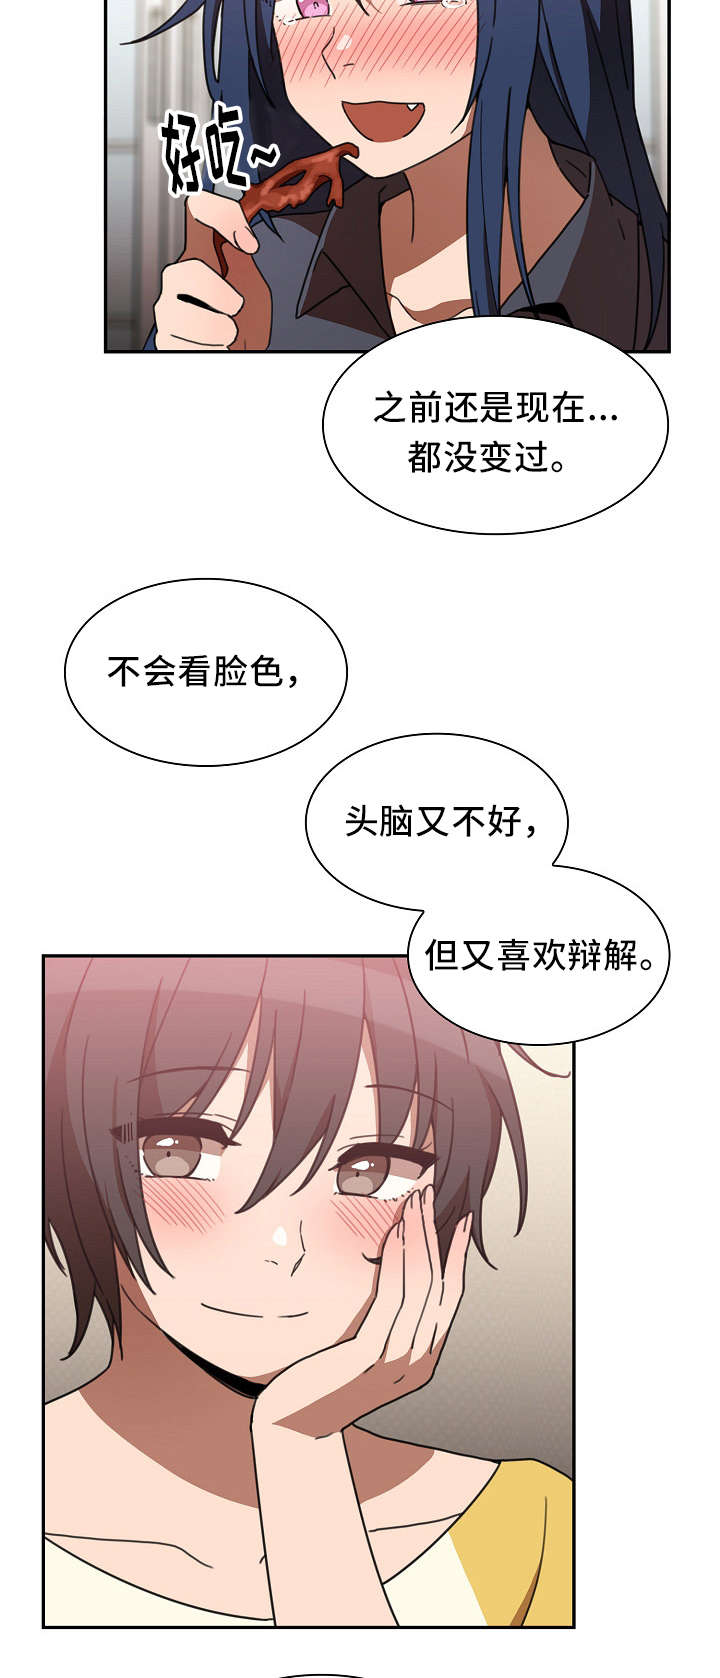 好吃~
之前还是现在...
都没变过。
不会看脸色，
头脑又不好，
但又喜欢辩解。